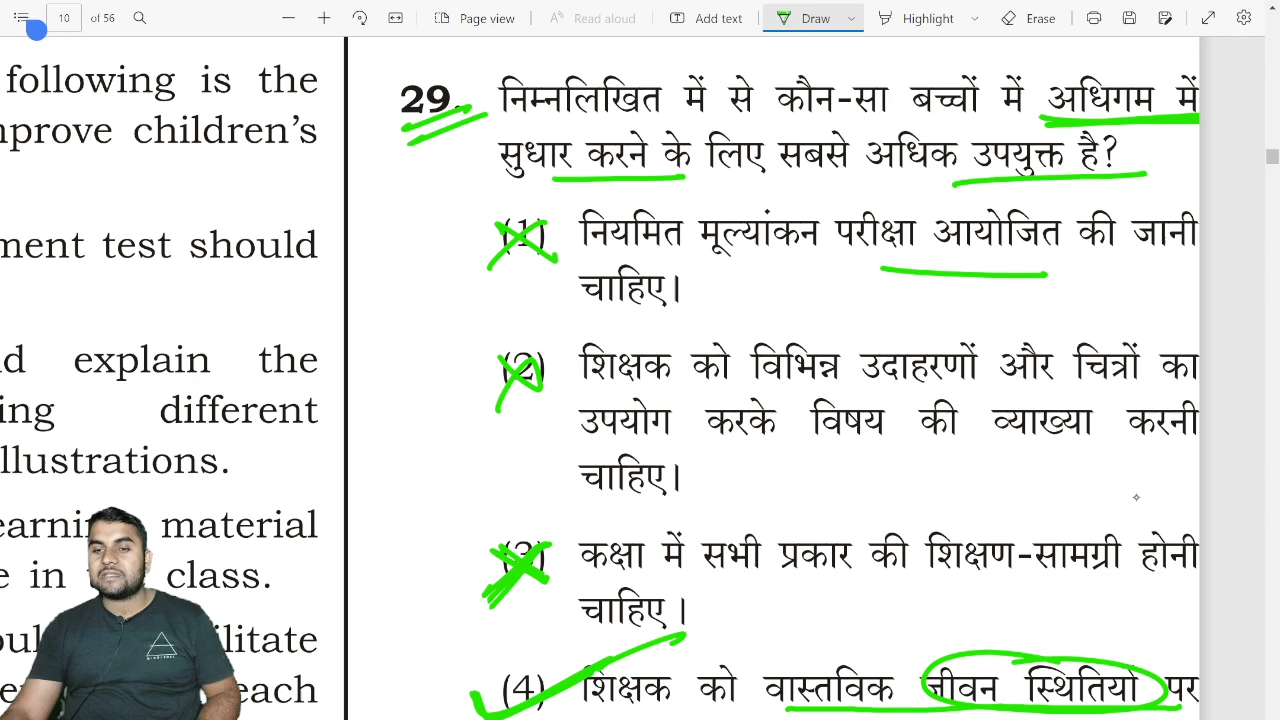 10 of 56 Page view Read aloud Add text Draw Highlight Erase
following is the
mprove children's
ment test should
d explain the
ing different
llustrations.
material
e in class.
ilitate
each
29. निम्नलिखित में से कौन-सा बच्चों में अधिगम में
सुधार करने के लिए सबसे अधिक उपयुक्त है?
(1) नियमित मूल्यांकन परीक्षा आयोजित की जानी
चाहिए।
(2) शिक्षक को विभिन्न उदाहरणों और चित्रों का
उपयोग करके विषय की व्याख्या करनी
चाहिए।
(3) कक्षा में सभी प्रकार की शिक्षण-सामग्री होनी
चाहिए।
(4) शिक्षक को वास्तविक जीवन स्थितियों पर